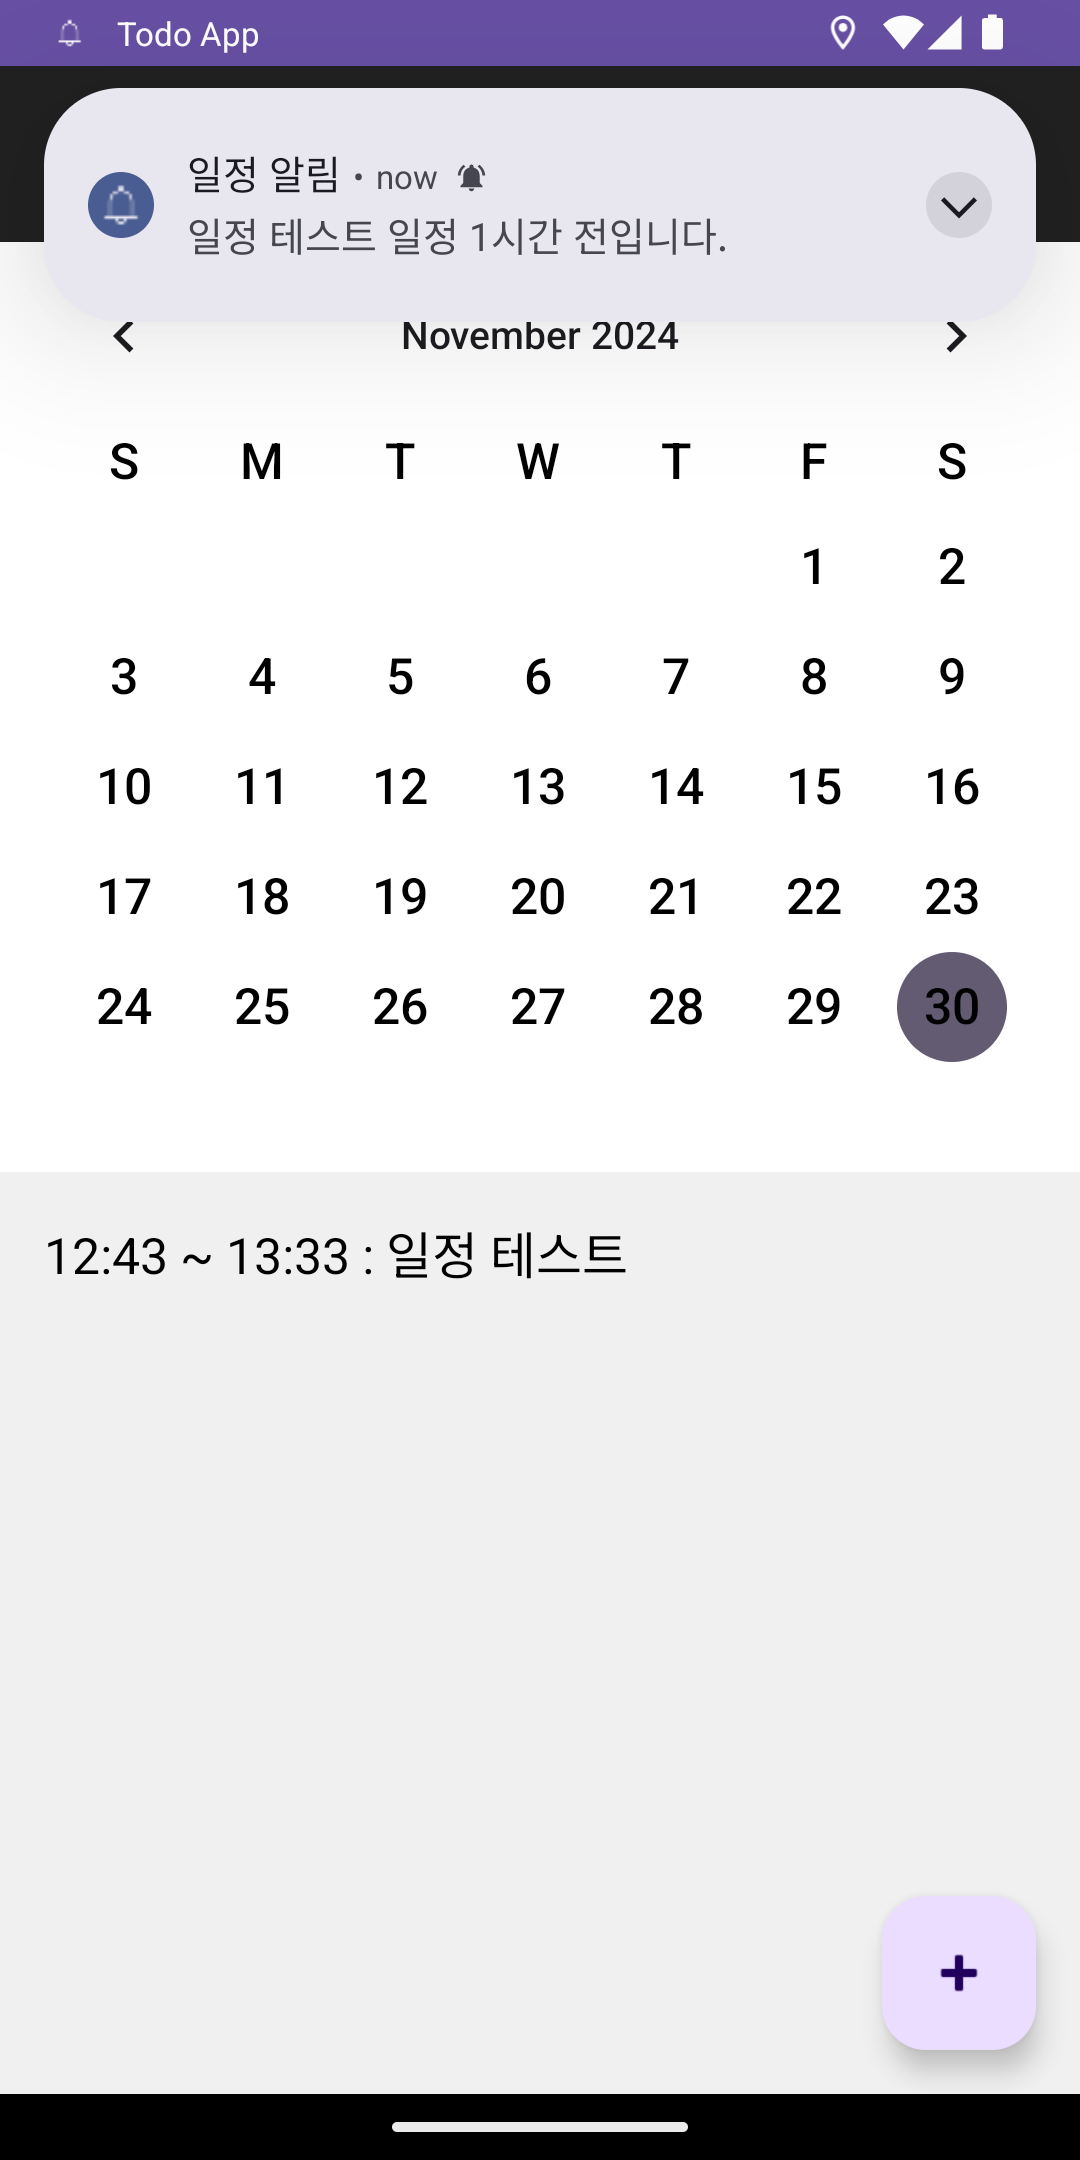 Todo App
일정 알림 • now
일정 테스트 일정 1시간 전입니다.
November 2024
S M T W T F S
1 2
3 4 5 6 7 8 9
10 11 12 13 14 15 16
17 18 19 20 21 22 23
24 25 26 27 28 29 30
12:43 ~ 13:33 : 일정 테스트
+